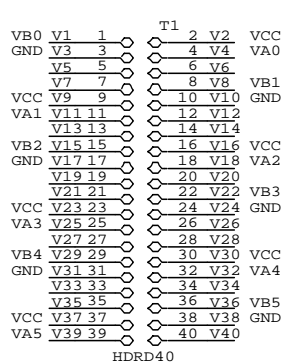 T1
VB0 V1 1 2 V2 VCC
GND V3 3 4 V4 VA0
V5 5 6 V6
V7 7 8 V8 VB1
VCC V9 9 10 V10 GND
VA1 V11 11 12 V12
V13 13 14 V14
VB2 V15 15 16 V16 VCC
GND V17 17 18 V18 VA2
V19 19 20 V20
V21 21 22 V22 VB3
VCC V23 23 24 V24 GND
VA3 V25 25 26 V26
V27 27 28 V28
VB4 V29 29 30 V30 VCC
GND V31 31 32 V32 VA4
V33 33 34 V34
V35 35 36 V36 VB5
VCC V37 37 38 V38 GND
VA5 V39 39 40 V40
HDRD40